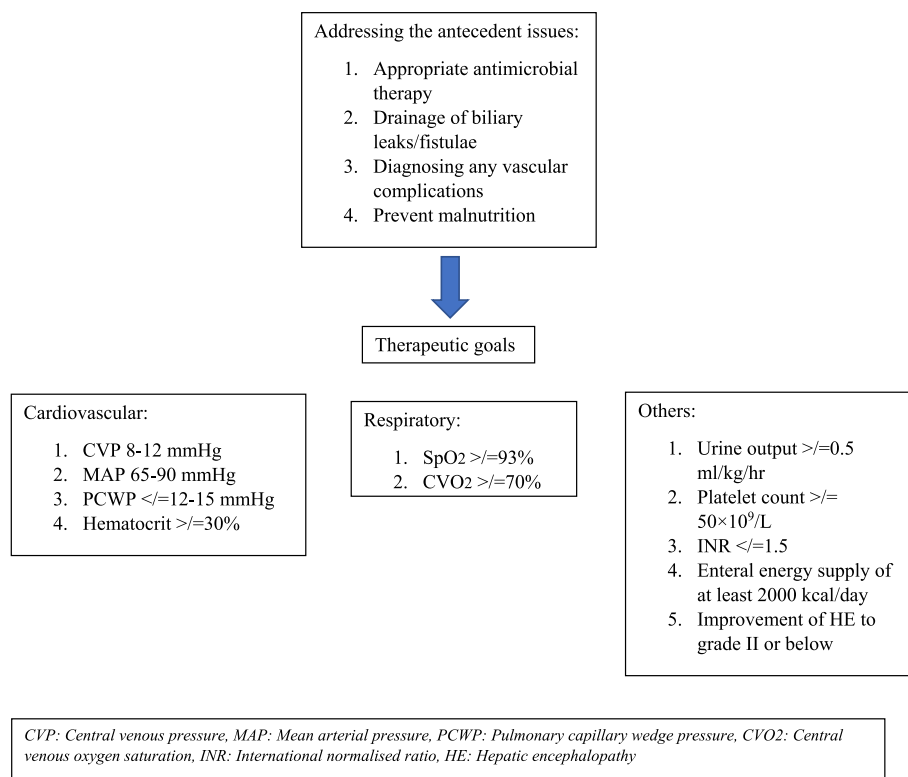 Addressing the antecedent issues:
1. Appropriate antimicrobial
therapy
2. Drainage of biliary
leaks/fistulae
3. Diagnosing any vascular
complications
4. Prevent malnutrition
Therapeutic goals
Cardiovascular:
1. CVP 8-12 mmHg
2. MAP 65-90 mmHg
3. PCWP </=12-15 mmHg
4. Hematocrit >/=30%
Respiratory:
1. SpO2 >/=93%
2. CVO2 >/=70%
Others:
1. Urine output >/=0.5
ml/kg/hr
2. Platelet count >/=
50×10⁹/L
3. INR </=1.5
4. Enteral energy supply of
at least 2000 kcal/day
5. Improvement of HE to
grade II or below
CVP: Central venous pressure, MAP: Mean arterial pressure, PCWP: Pulmonary capillary wedge pressure, CVO2: Central
venous oxygen saturation, INR: International normalised ratio, HE: Hepatic encephalopathy